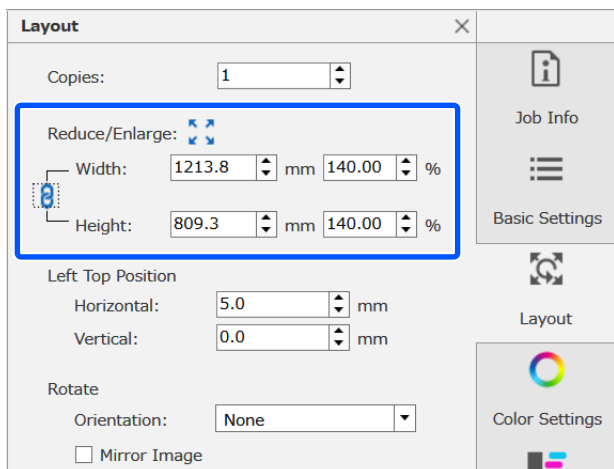 Layout
Copies: 1
Job Info
Reduce/Enlarge:
Width: 1213.8 mm 140.00 %
Height: 809.3 mm 140.00 %
Basic Settings
Left Top Position
Horizontal: 5.0 mm
Layout
Vertical: 0.0 mm
Rotate
Orientation: None
Color Settings
Mirror Image